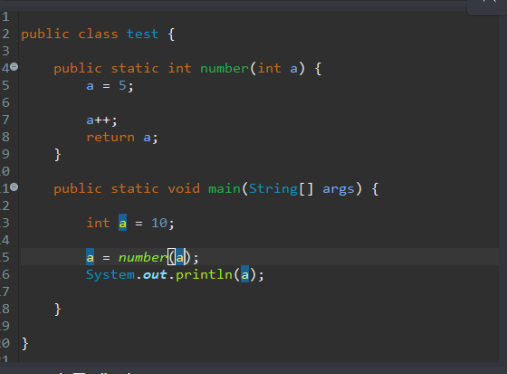 1
2 public class test {
3
4 public static int number(int a) {
5 a = 5;
6
7 a++;
8 return a;
9 }
0
1 public static void main(String[] args) {
2
3 int a = 10;
4
5 a = number(a);
6 System.out.println(a);
7
8 }
9
0 }
1